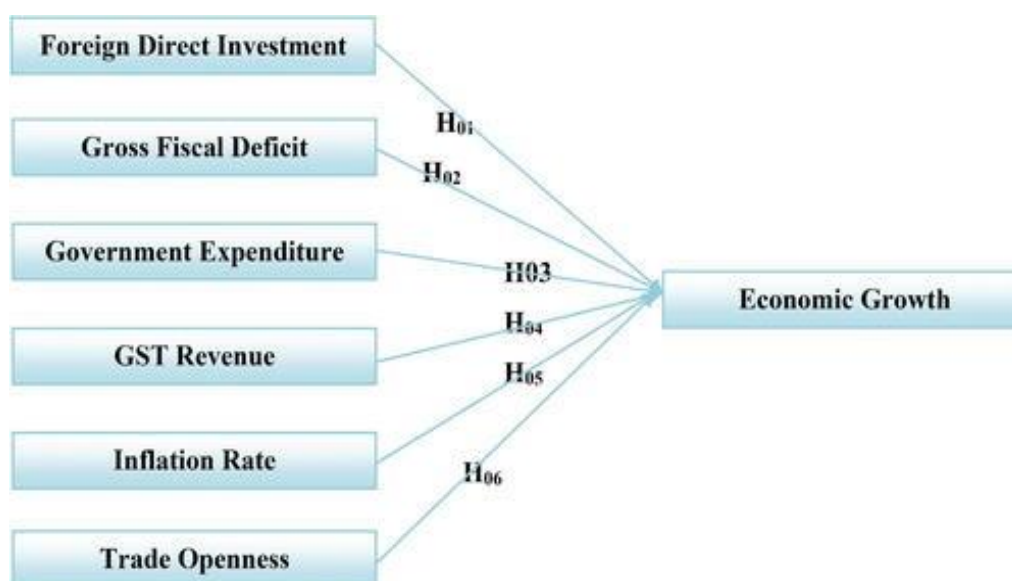 Foreign Direct Investment
H₀₁
Gross Fiscal Deficit
H₀₂
Government Expenditure
H03
Economic Growth
H₀₄
GST Revenue
H₀₅
Inflation Rate
H₀₆
Trade Openness